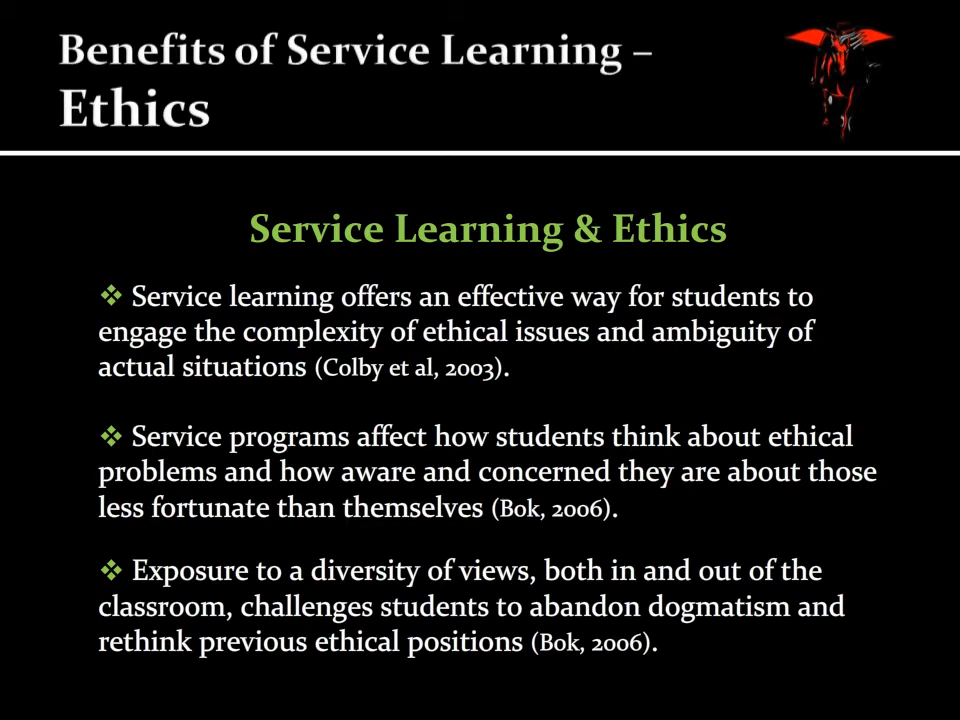 Benefits of Service Learning –
Ethics
Service Learning & Ethics
❖ Service learning offers an effective way for students to
engage the complexity of ethical issues and ambiguity of
actual situations (Colby et al, 2003).
❖ Service programs affect how students think about ethical
problems and how aware and concerned they are about those
less fortunate than themselves (Bok, 2006).
❖ Exposure to a diversity of views, both in and out of the
classroom, challenges students to abandon dogmatism and
rethink previous ethical positions (Bok, 2006).